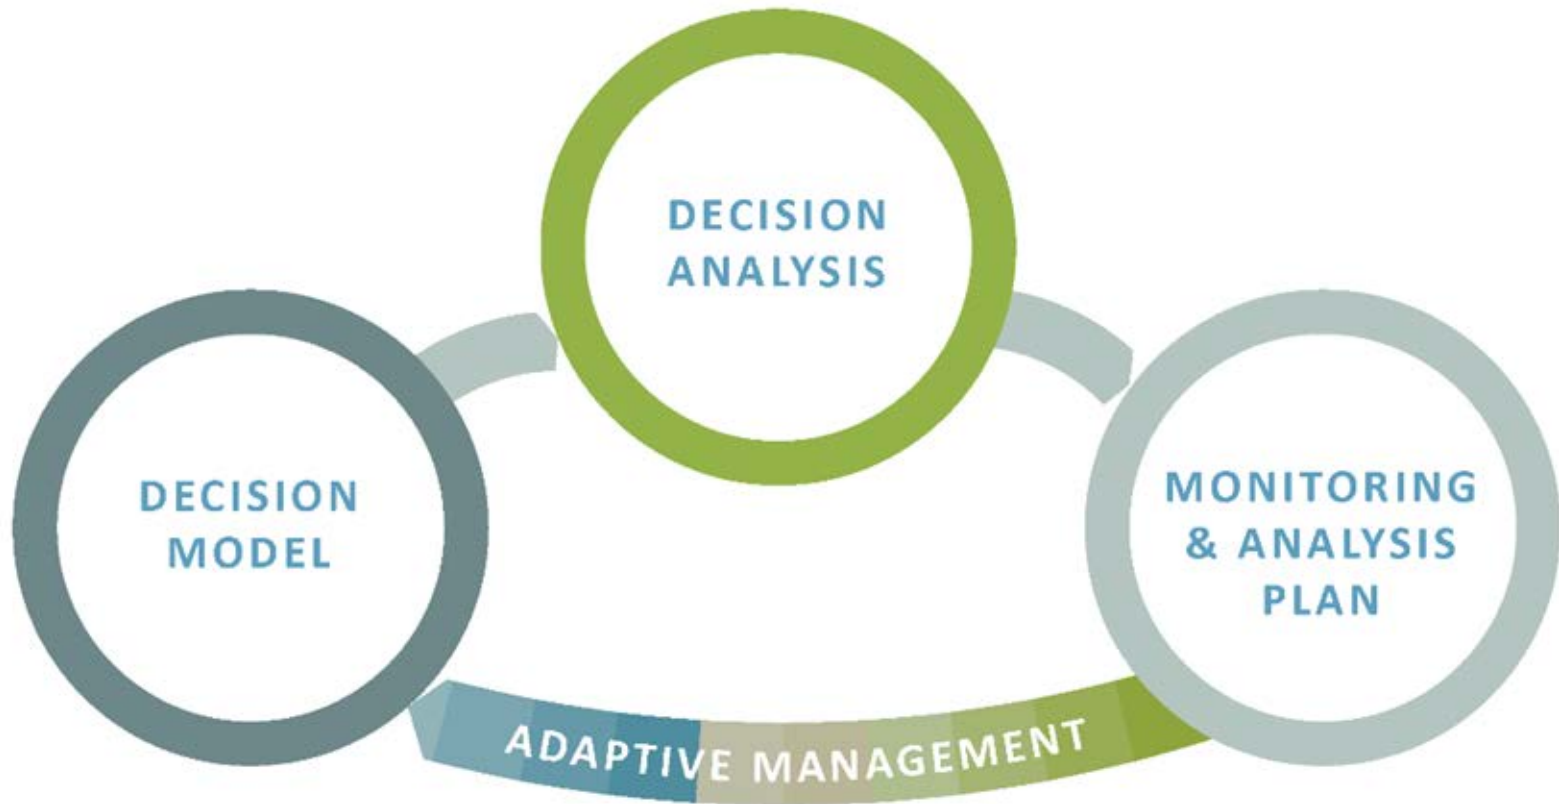 DECISION
ANALYSIS
DECISION
MODEL
MONITORING
& ANALYSIS
PLAN
ADAPTIVE MANAGEMENT